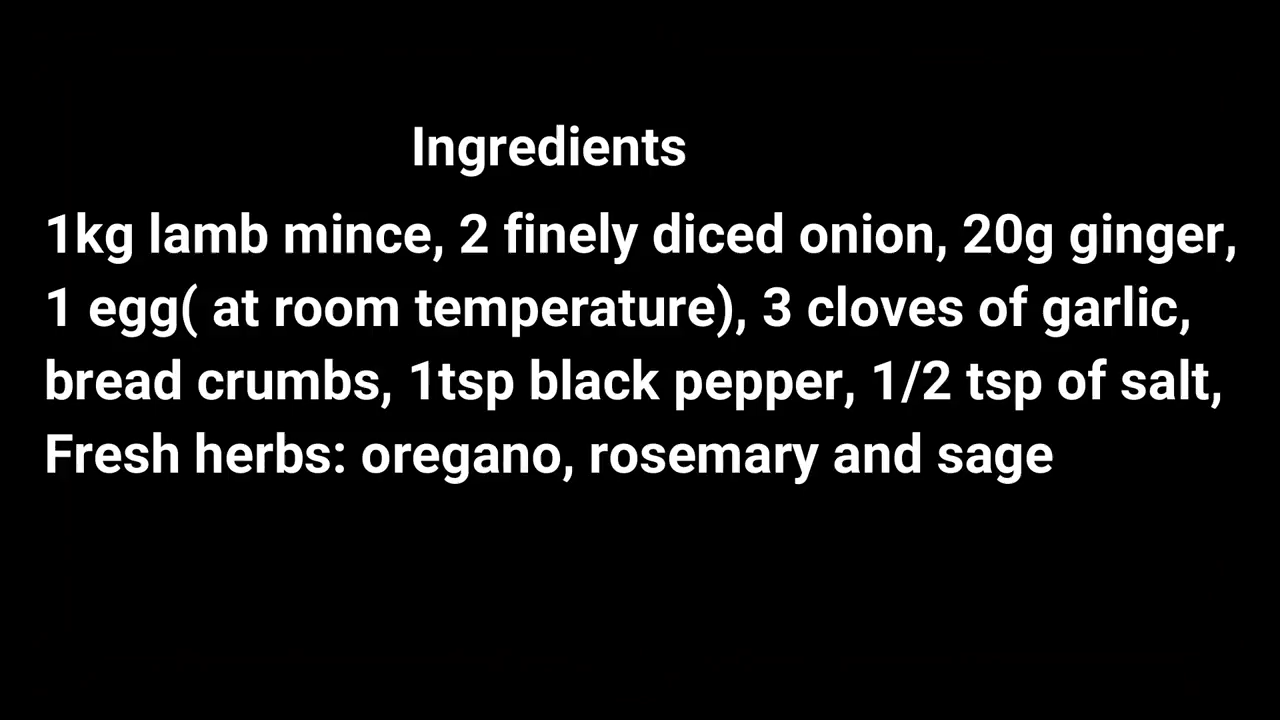 Ingredients
1kg lamb mince, 2 finely diced onion, 20g ginger,
1 egg( at room temperature), 3 cloves of garlic,
bread crumbs, 1tsp black pepper, 1/2 tsp of salt,
Fresh herbs: oregano, rosemary and sage